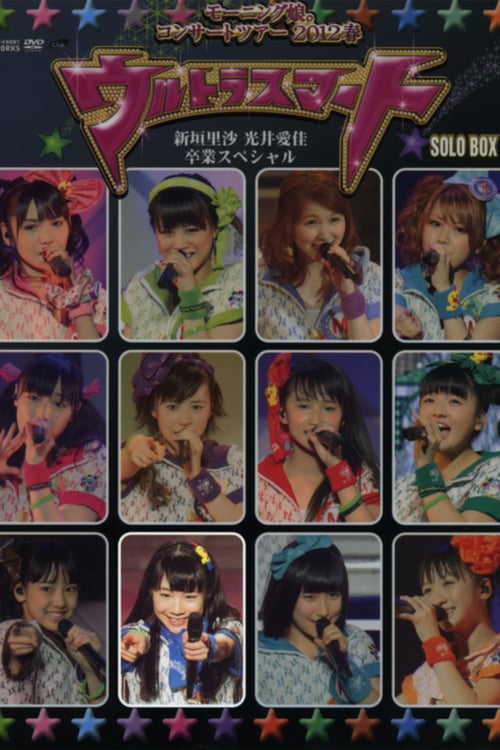 モーニング娘。
コンサートツアー 2012春
ウルトラスマート
新垣里沙 光井愛佳
卒業スペシャル
SOLO BOX
DVD
Live